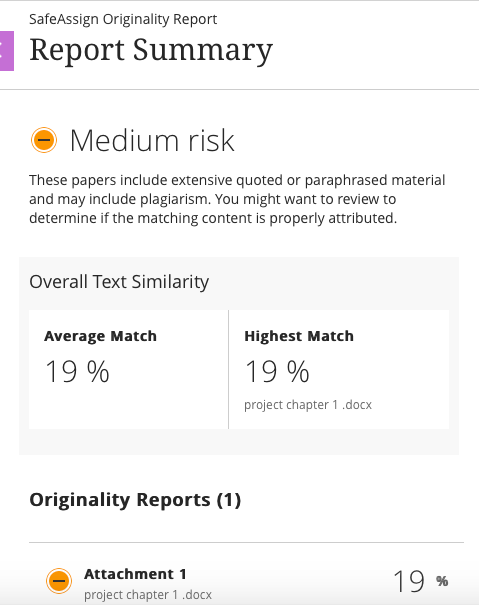 SafeAssign Originality Report
Report Summary
Medium risk
These papers include extensive quoted or paraphrased material
and may include plagiarism. You might want to review to
determine if the matching content is properly attributed.
Overall Text Similarity
Average Match
19 %
Highest Match
19 %
project chapter 1 .docx
Originality Reports (1)
Attachment 1
project chapter 1 .docx
19 %